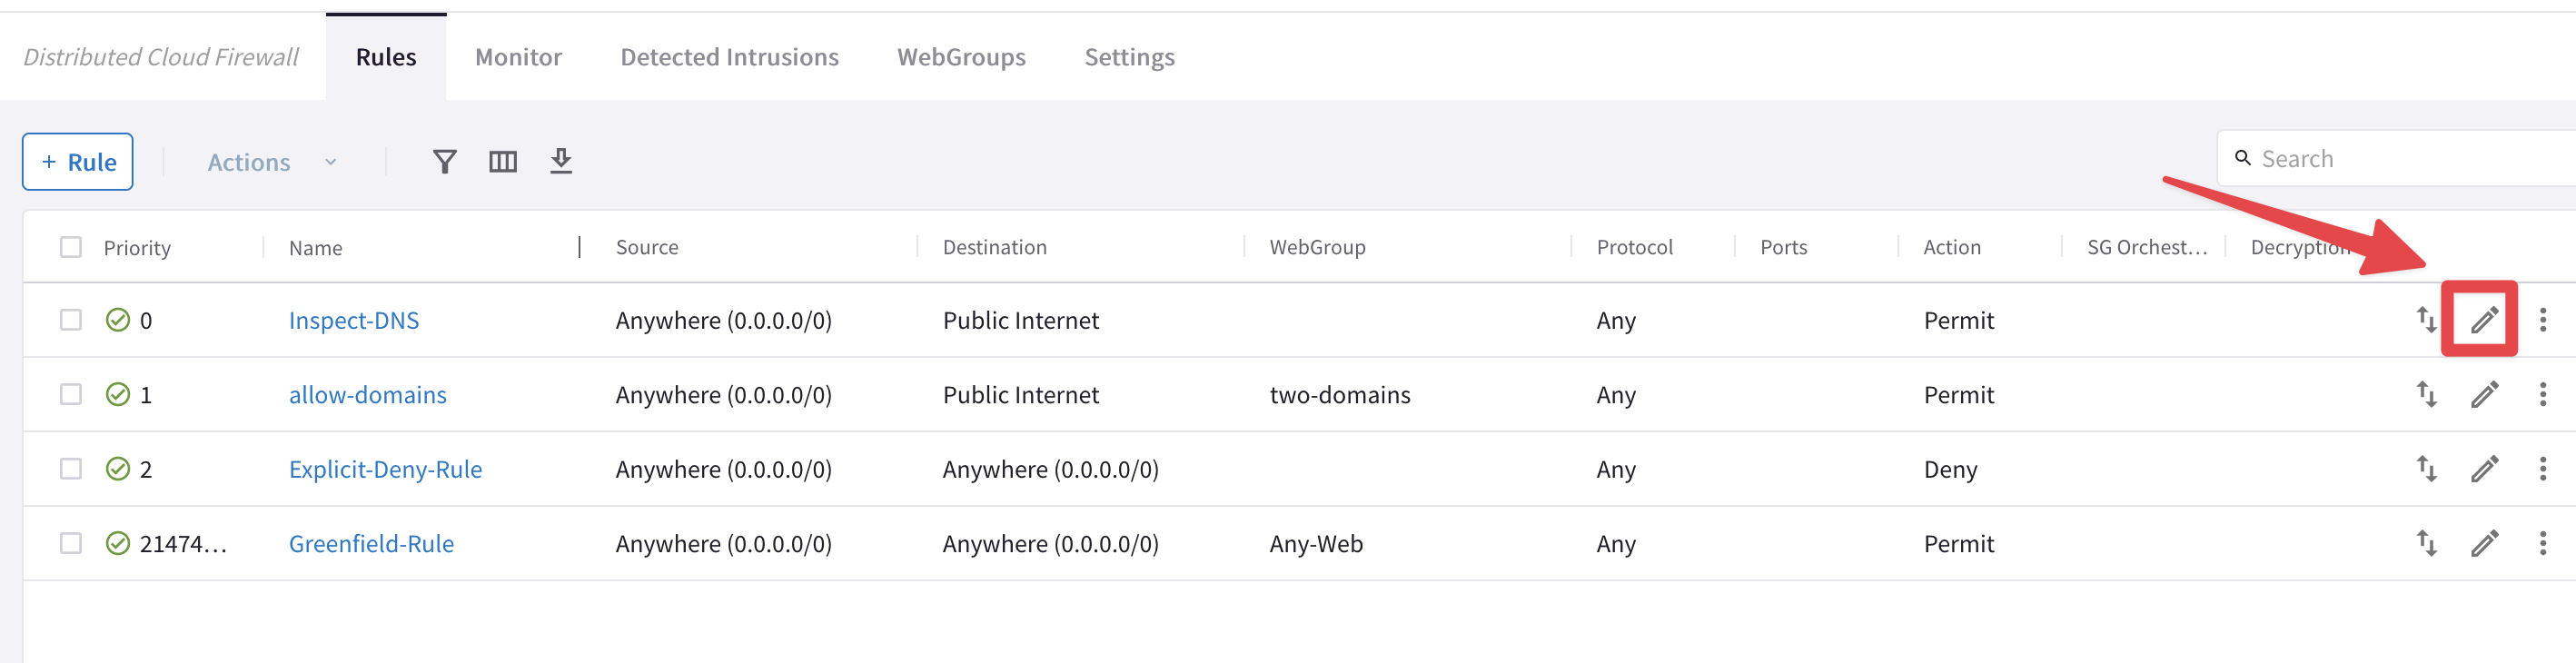 Distributed Cloud Firewall Rules Monitor Detected Intrusions WebGroups Settings
+ Rule Actions Search
Priority Name Source Destination WebGroup Protocol Ports Action SG Orchest... Decryption
0 Inspect-DNS Anywhere (0.0.0.0/0) Public Internet Any Permit
1 allow-domains Anywhere (0.0.0.0/0) Public Internet two-domains Any Permit
2 Explicit-Deny-Rule Anywhere (0.0.0.0/0) Anywhere (0.0.0.0/0) Any Deny
21474... Greenfield-Rule Anywhere (0.0.0.0/0) Anywhere (0.0.0.0/0) Any-Web Any Permit